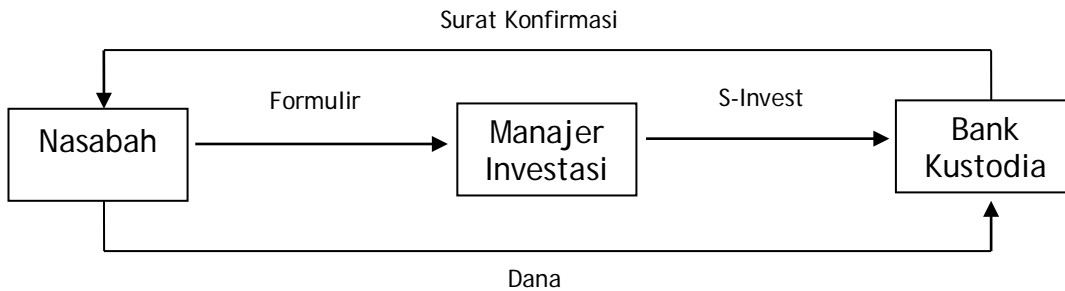 Surat Konfirmasi
Formulir
S-Invest
Nasabah
Manajer
Investasi
Bank
Kustodia
Dana